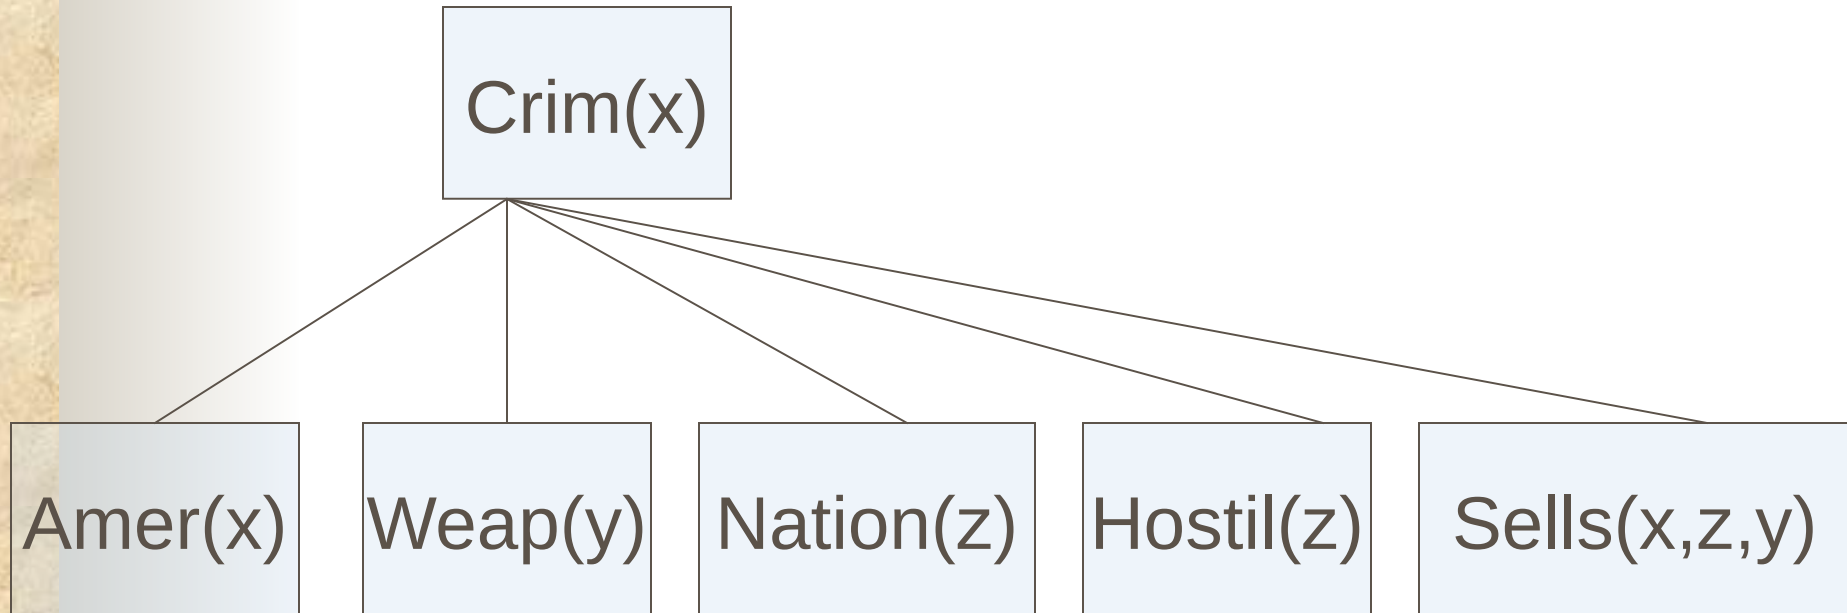 Crim(x)
Amer(x) Weap(y) Nation(z) Hostil(z) Sells(x,z,y)